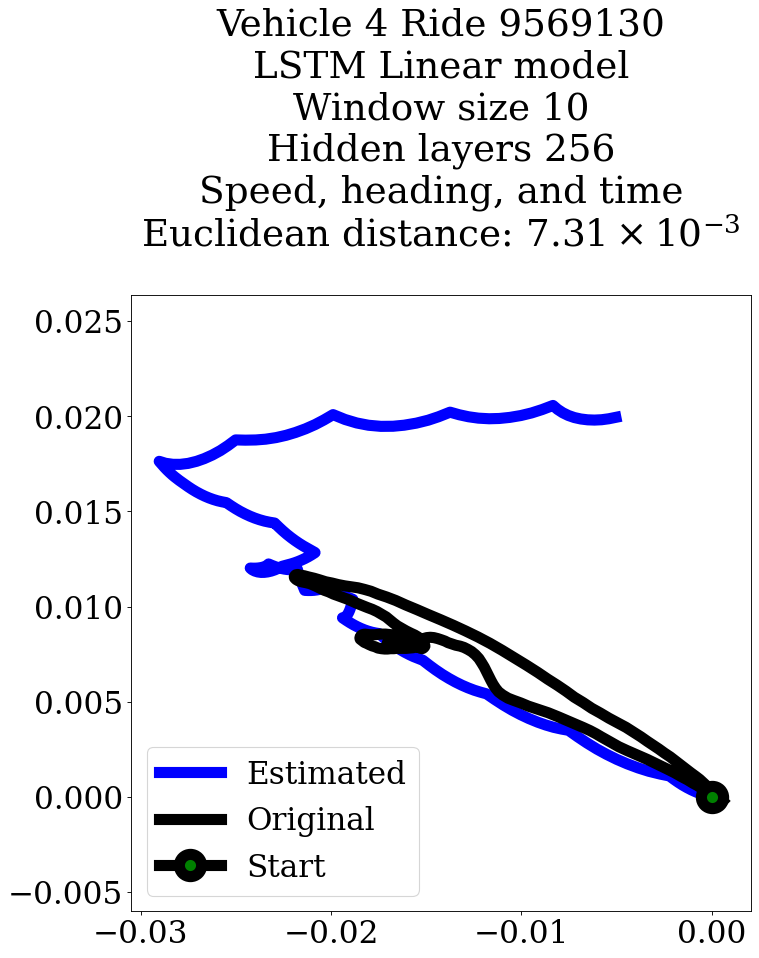 Vehicle 4 Ride 9569130
LSTM Linear model
Window size 10
Hidden layers 256
Speed, heading, and time
Euclidean distance: 7.31 × 10⁻³
0.025
0.020
0.015
0.010
0.005
0.000
−0.005
Estimated
Original
Start
−0.03
−0.02
−0.01
0.00